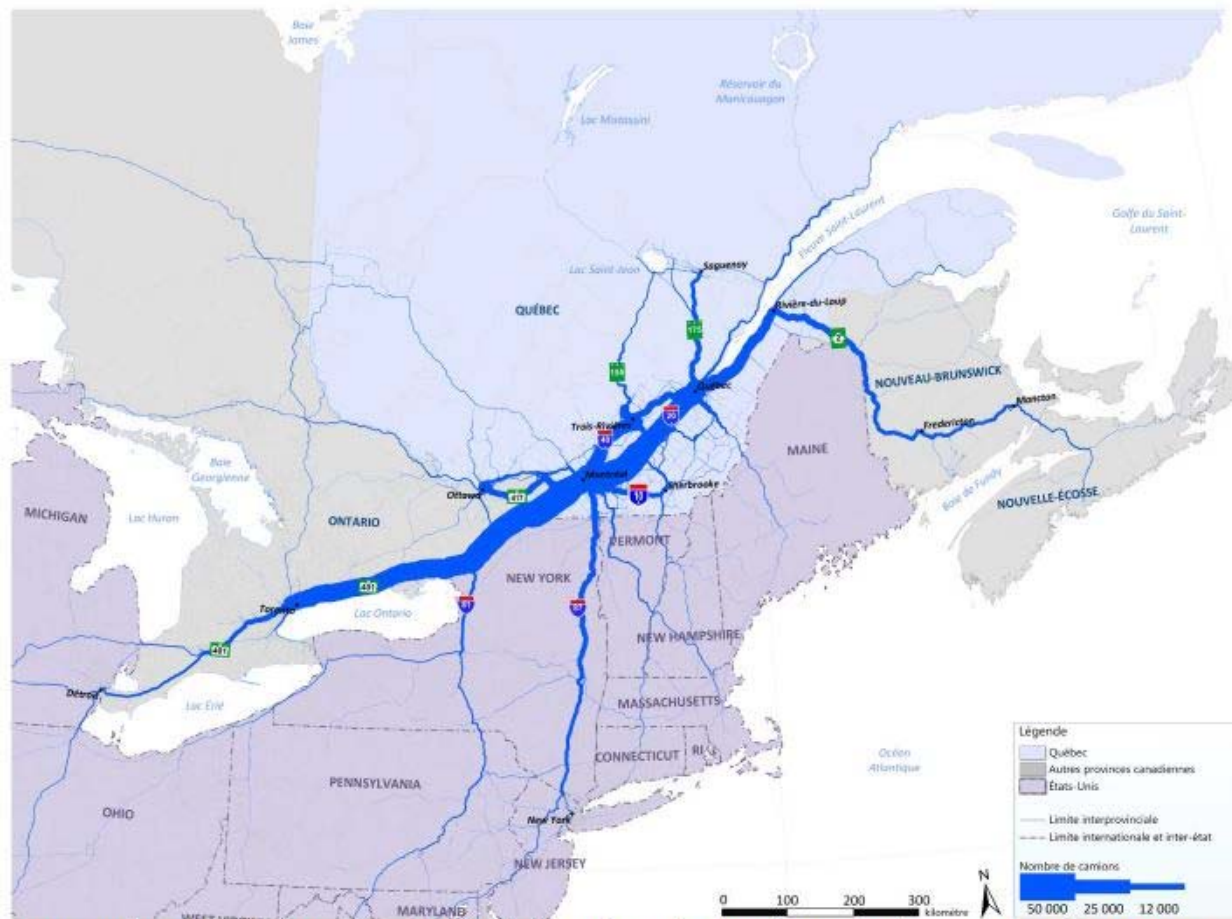 Baie
James
Réservoir du
Manicouagan
Lac Mistassini
Golfe du Saint-
Laurent
Fleuve Saint-Laurent
Lac Saint-Jean
Saguenay
QUÉBEC
Rivière-du-Loup
175
2
155
Québec
NOUVEAU-BRUNSWICK
Moncton
20
Trois-Rivières
Fredericton
40
MAINE
Baie
Georgienne
Montréal
Sherbrooke
10
Ottawa
417
Baie de Fundy
NOUVELLE-ÉCOSSE
MICHIGAN
Lac Huron
ONTARIO
VERMONT
NEW YORK
401
Toronto
Lac Ontario
81
87
NEW HAMPSHIRE
401
Détroit
Lac Érié
MASSACHUSETTS
CONNECTICUT
RI
Océan
Atlantique
PENNSYLVANIA
OHIO
New York
NEW JERSEY
MARYLAND
WEST VIRGINIA
Légende
Québec
Autres provinces canadiennes
États-Unis
Limite interprovinciale
Limite internationale et inter-état
Nombre de camions
50 000 25 000 12 000
0 100 200 300
kilomètre
N